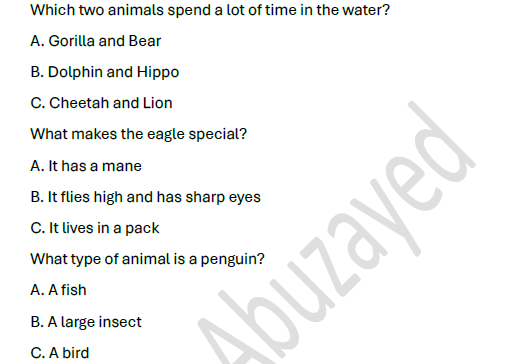 Which two animals spend a lot of time in the water?
A. Gorilla and Bear
B. Dolphin and Hippo
C. Cheetah and Lion
What makes the eagle special?
A. It has a mane
B. It flies high and has sharp eyes
C. It lives in a pack
What type of animal is a penguin?
A. A fish
B. A large insect
C. A bird
Abuzayed